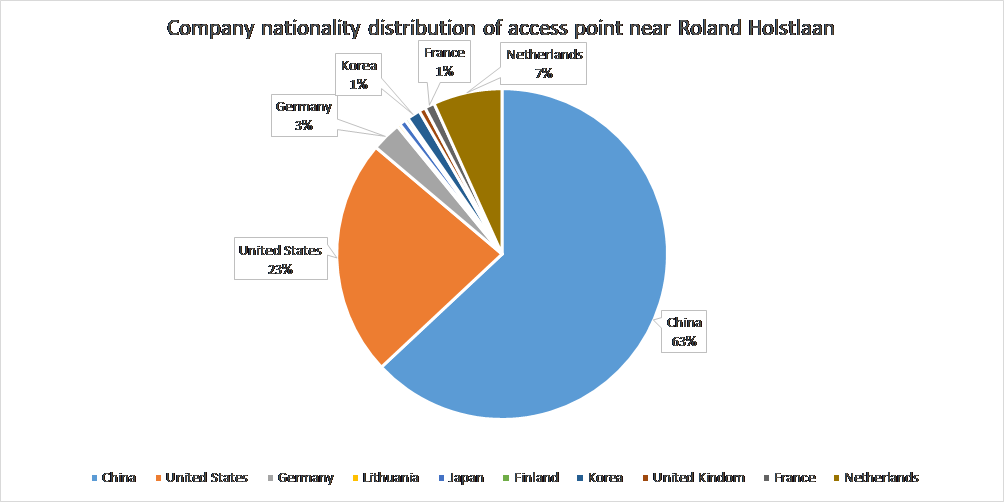 Company nationality distribution of access point near Roland Holstlaan
France
1%
Netherlands
7%
Korea
1%
Germany
3%
United States
23%
China
63%
China United States Germany Lithuania Japan Finland Korea United Kindom France Netherlands